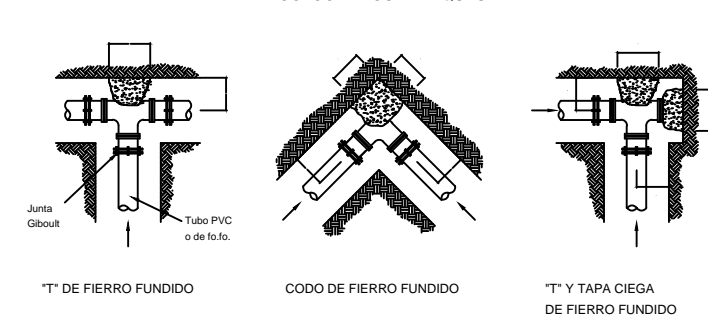 Junta
Giboult
Tubo PVC
o de fo.fo.
"T" DE FIERRO FUNDIDO
CODO DE FIERRO FUNDIDO
"T" Y TAPA CIEGA
DE FIERRO FUNDIDO